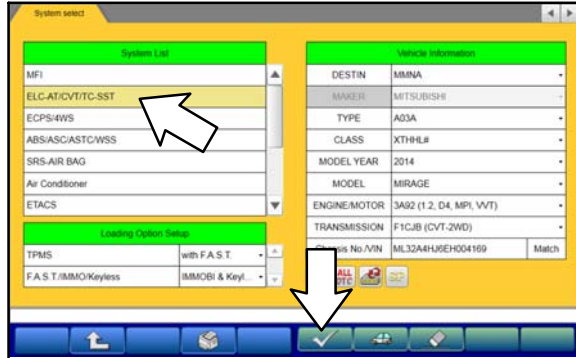 System select
System List
MFI
ELC-AT/CVT/TC-SST
ECPS/4WS
ABS/ASC/ASTC/WSS
SRS-AIR BAG
Air Conditioner
ETACS
Loading Option Setup
TPMS with F.A.S.T.
F.A.S.T./IMMO/Keyless IMMOBI & Keyl...
Vehicle Information
DESTIN MMNA
MAKER MITSUBISHI
TYPE A03A
CLASS XTHHL#
MODEL YEAR 2014
MODEL MIRAGE
ENGINE/MOTOR 3A92 (1.2, D4, MPI, VVT)
TRANSMISSION F1CJB (CVT-2WD)
No./VIN ML32A4HJ6EH004169 Match
ALL
DTC